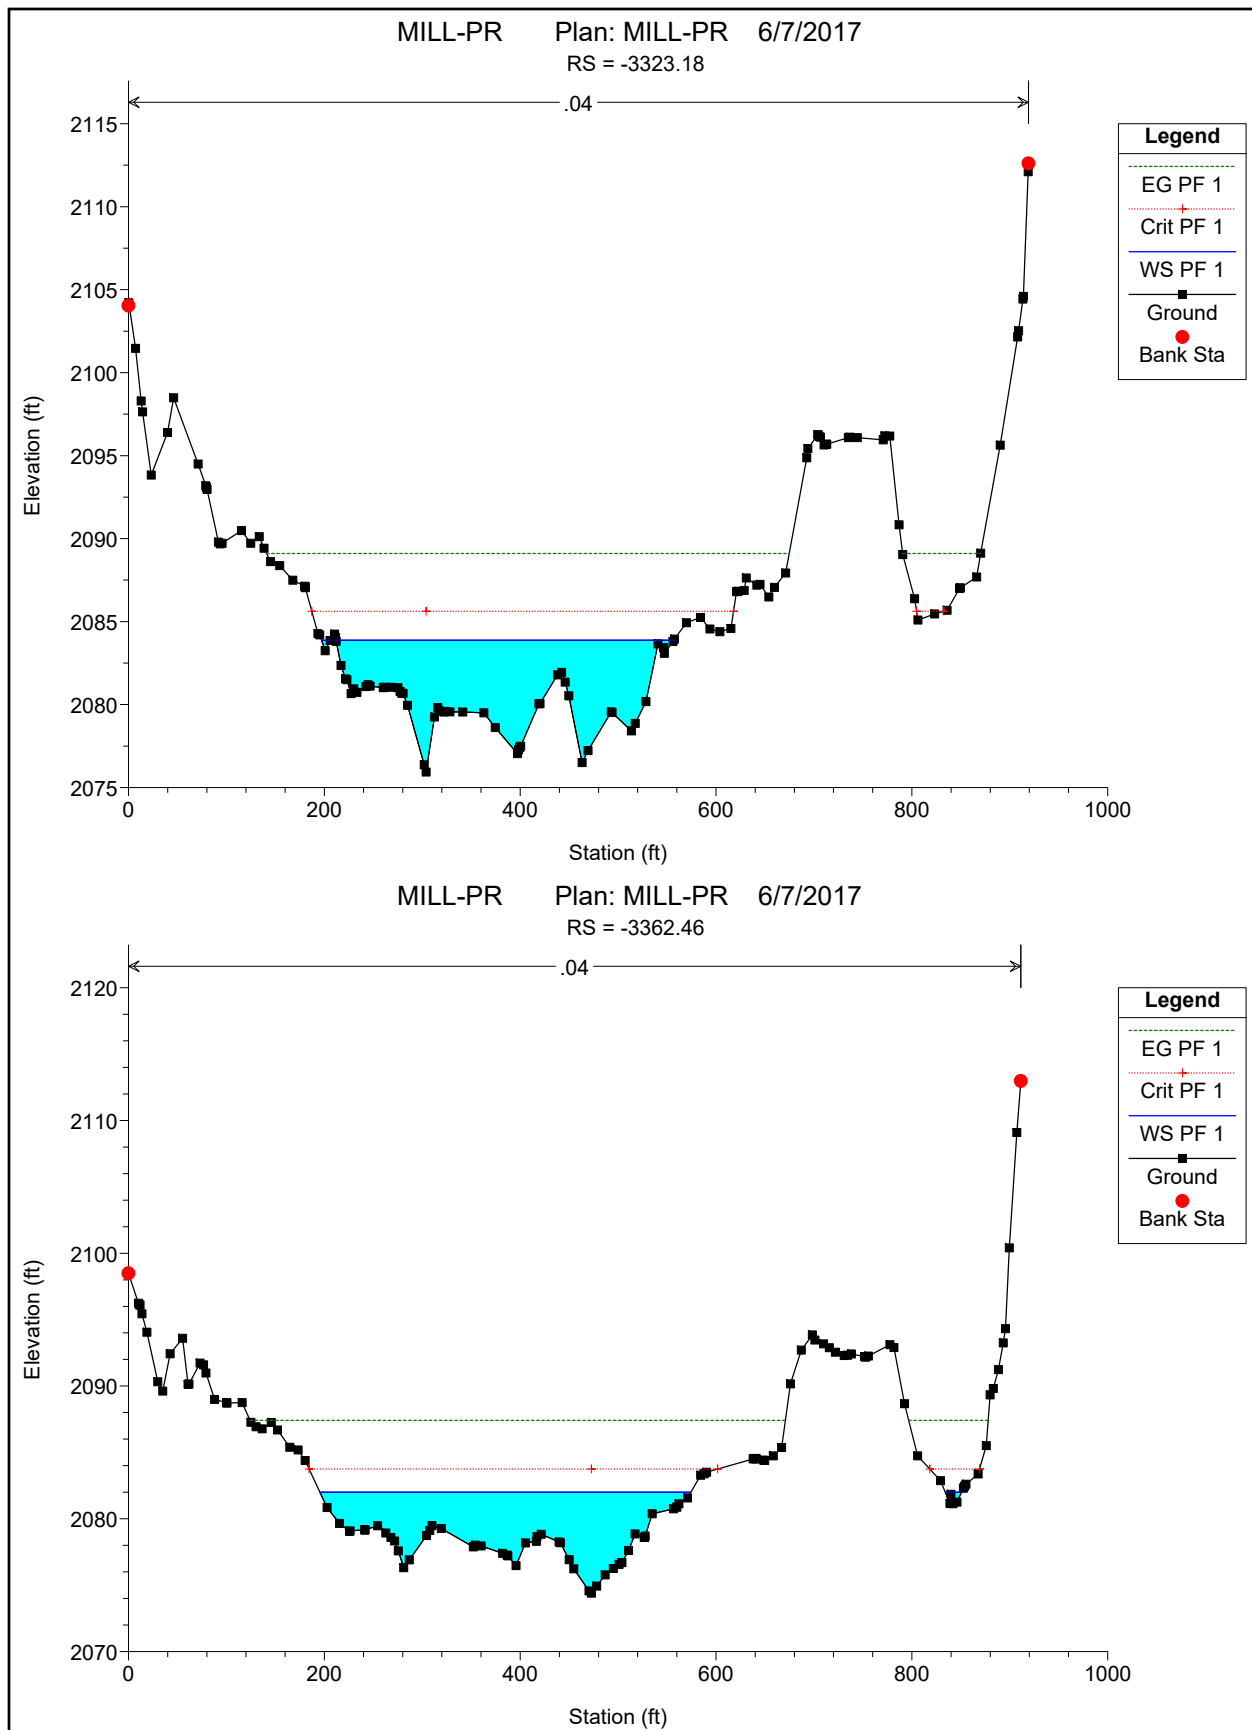 MILL-PR Plan: MILL-PR 6/7/2017
RS = -3323.18
.04
2115
2110
2105
2100
2095
2090
2085
2080
2075
Elevation (ft)
0 200 400 600 800 1000
Station (ft)
Legend
EG PF 1
Crit PF 1
WS PF 1
Ground
Bank Sta
MILL-PR Plan: MILL-PR 6/7/2017
RS = -3362.46
.04
2120
2110
2100
2090
2080
2070
Elevation (ft)
0 200 400 600 800 1000
Station (ft)
Legend
EG PF 1
Crit PF 1
WS PF 1
Ground
Bank Sta